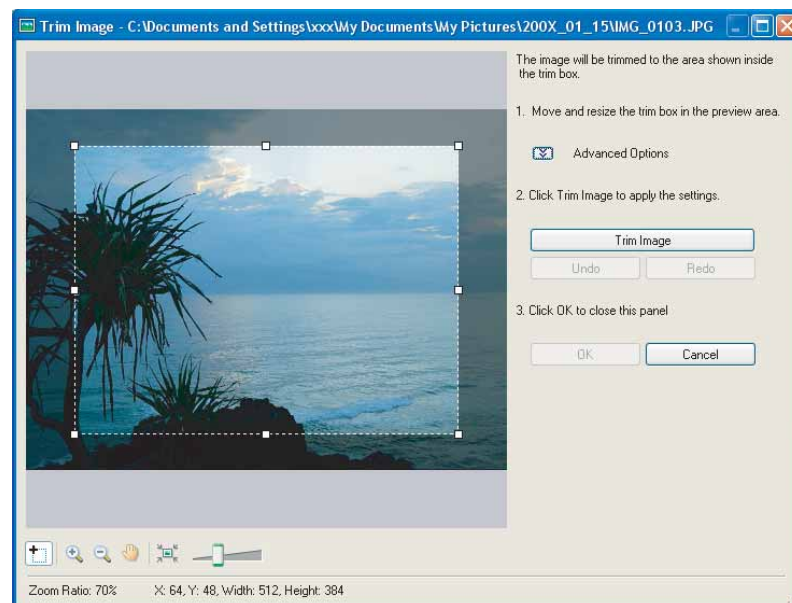 Trim Image - C:\Documents and Settings\xxx\My Documents\My Pictures\200X_01_15\IMG_0103.JPG
The image will be trimmed to the area shown inside
the trim box.
1. Move and resize the trim box in the preview area.
Advanced Options
2. Click Trim Image to apply the settings.
Trim Image
Undo Redo
3. Click OK to close this panel
OK Cancel
Zoom Ratio: 70% X: 64, Y: 48, Width: 512, Height: 384